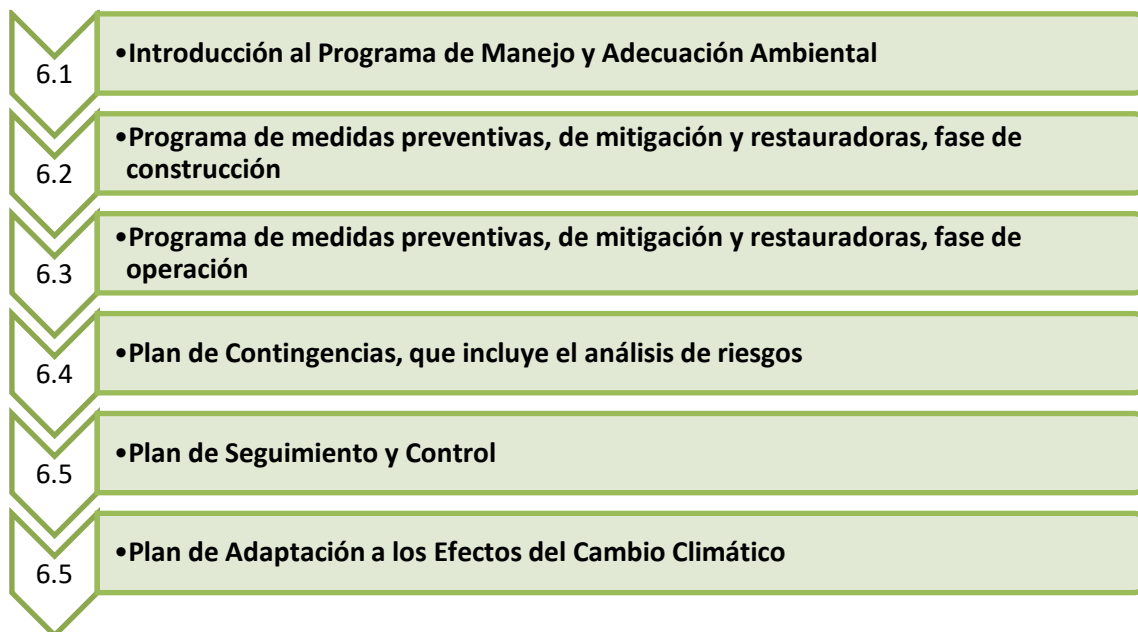 6.1
•Introducción al Programa de Manejo y Adecuación Ambiental
6.2
•Programa de medidas preventivas, de mitigación y restauradoras, fase de
construcción
6.3
•Programa de medidas preventivas, de mitigación y restauradoras, fase de
operación
6.4
•Plan de Contingencias, que incluye el análisis de riesgos
6.5
•Plan de Seguimiento y Control
6.5
•Plan de Adaptación a los Efectos del Cambio Climático